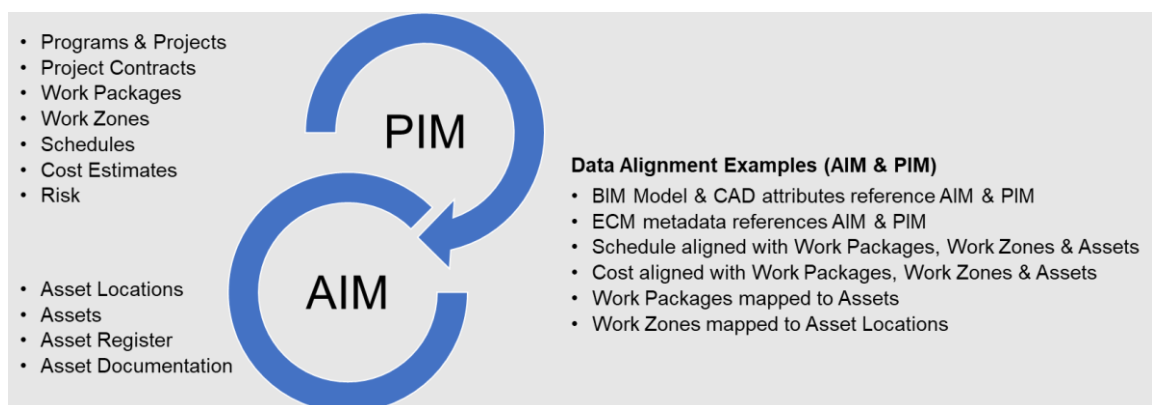 • Programs & Projects
• Project Contracts
• Work Packages
• Work Zones
• Schedules
• Cost Estimates
• Risk
PIM
• Asset Locations
• Assets
• Asset Register
• Asset Documentation
AIM
Data Alignment Examples (AIM & PIM)
• BIM Model & CAD attributes reference AIM & PIM
• ECM metadata references AIM & PIM
• Schedule aligned with Work Packages, Work Zones & Assets
• Cost aligned with Work Packages, Work Zones & Assets
• Work Packages mapped to Assets
• Work Zones mapped to Asset Locations